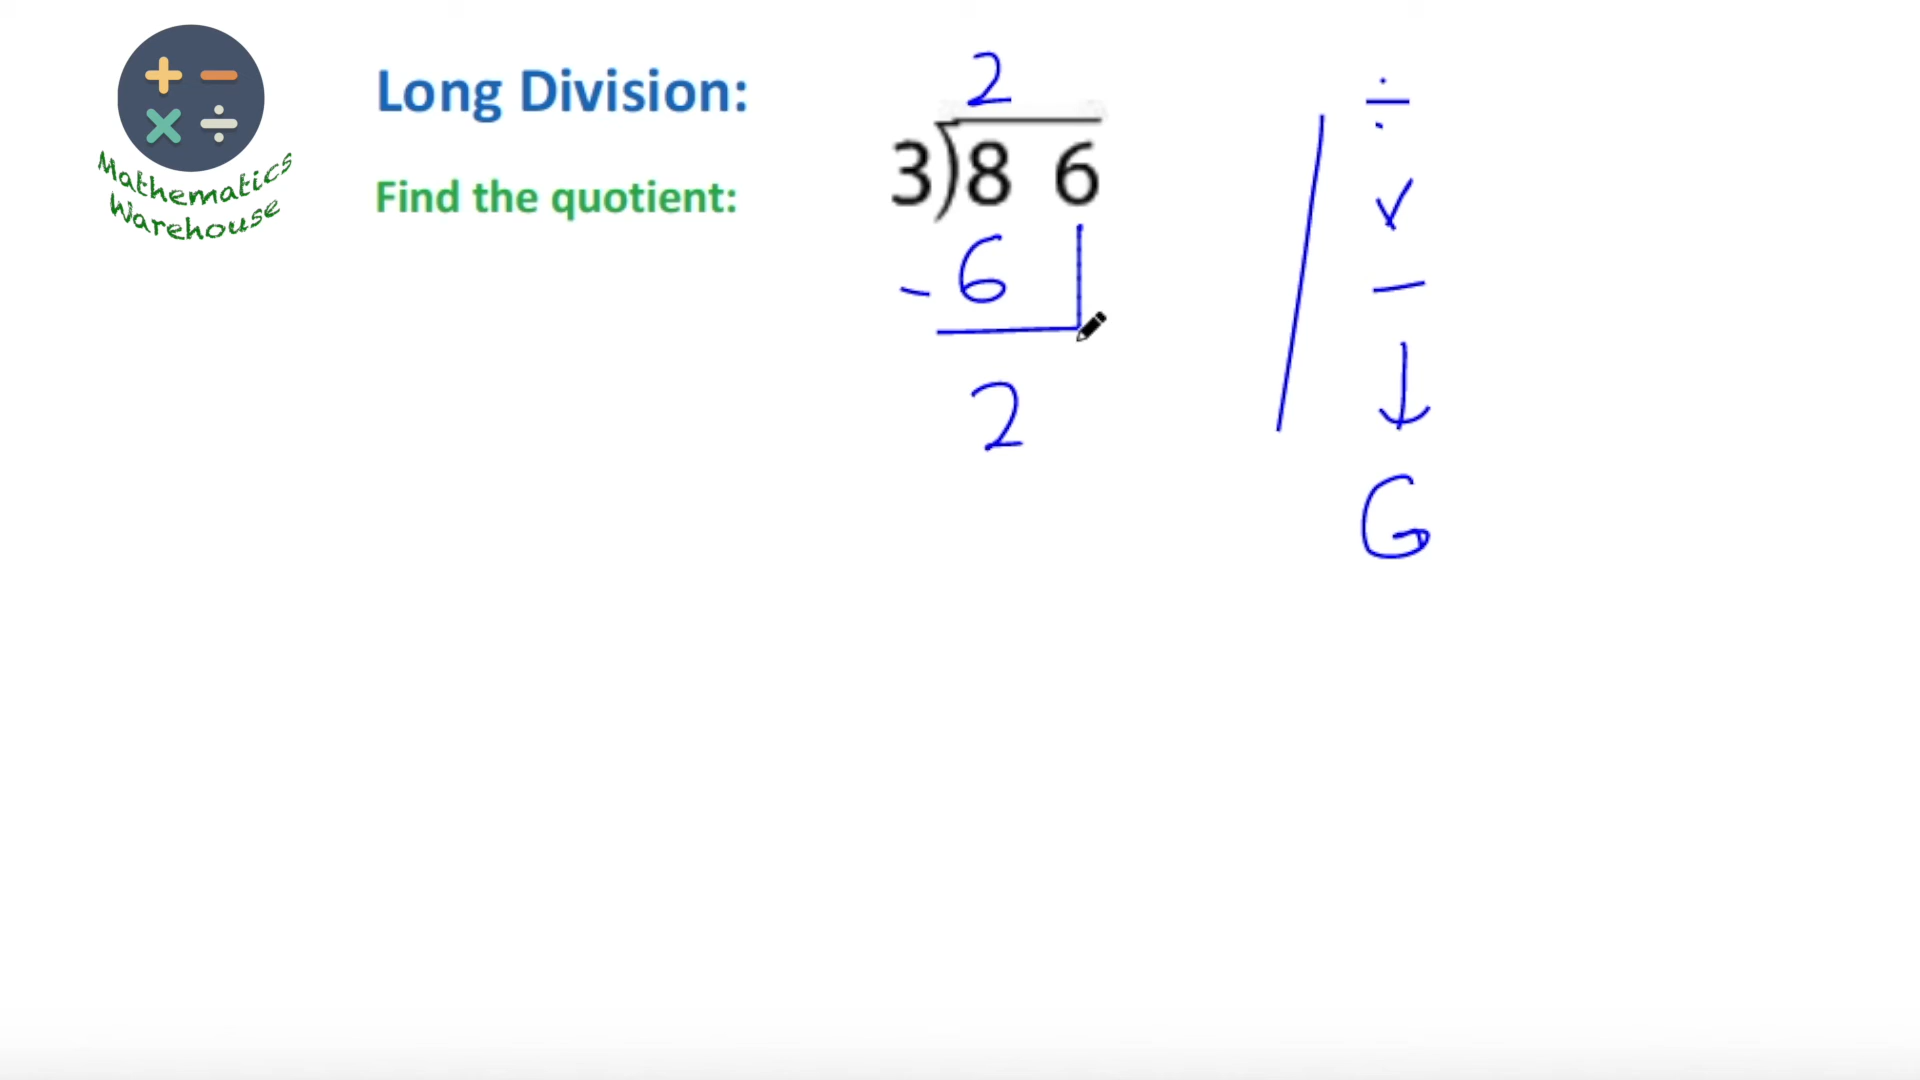 Mathematics
Warehouse
Long Division:
Find the quotient:
2
3)8 6
- 6
2
÷
✓
—
↓
G